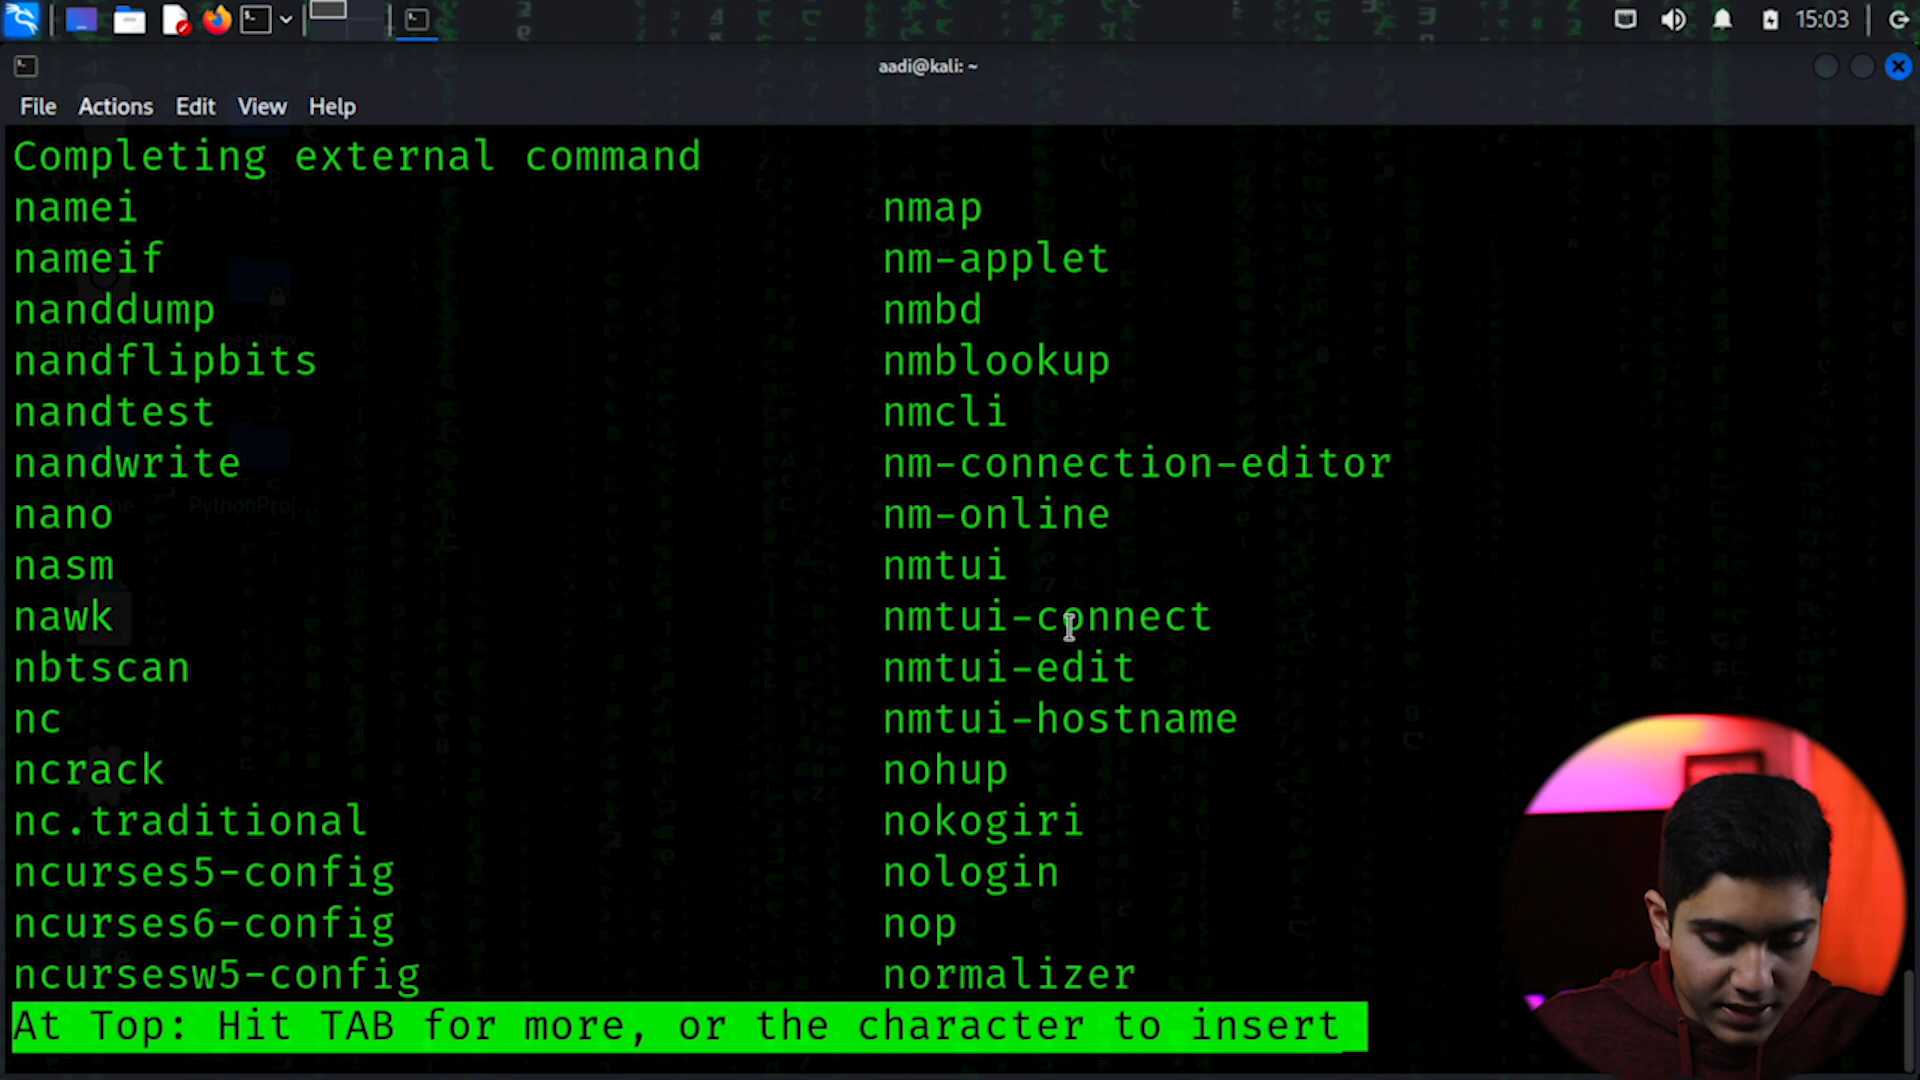 15:03
aadi@kali: ~
File Actions Edit View Help
Completing external command
namei nmap
nameif nm-applet
nanddump nmbd
nandflipbits nmblookup
nandtest nmcli
nandwrite nm-connection-editor
nano nm-online
nasm nmtui
nawk nmtui-connect
nbtscan nmtui-edit
nc nmtui-hostname
ncrack nohup
nc.traditional nokogiri
ncurses5-config nologin
ncurses6-config nop
ncursesw5-config normalizer
At Top: Hit TAB for more, or the character to insert
PythonProj...